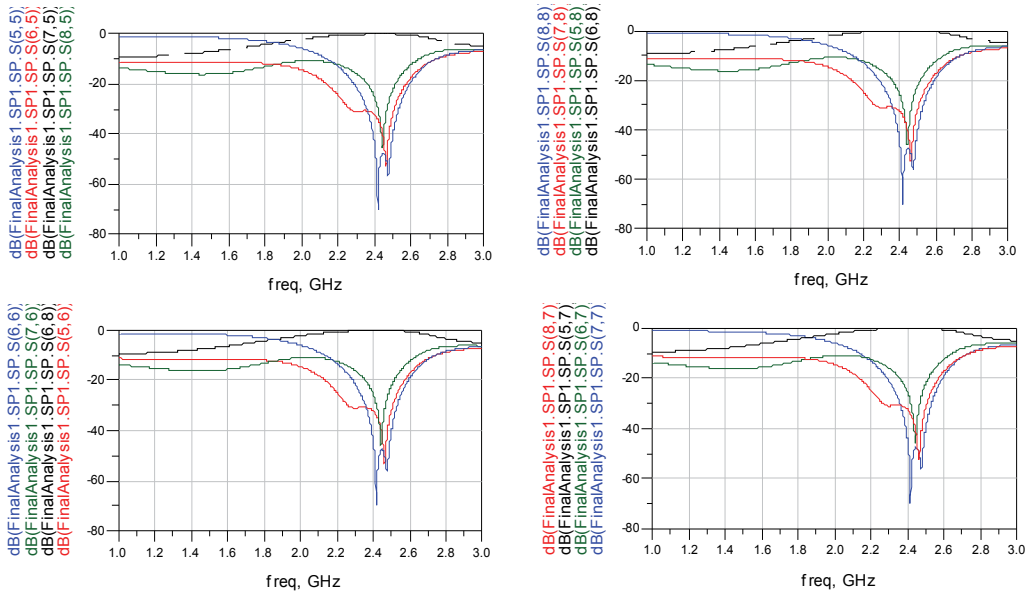 dB(FinalAnalysis1.SP1.SP.S(5,5)
dB(FinalAnalysis1.SP1.SP.S(6,5)
dB(FinalAnalysis1.SP1.SP.S(7,5)
dB(FinalAnalysis1.SP1.SP.S(8,5)
0
-20
-40
-60
-80
1.0 1.2 1.4 1.6 1.8 2.0 2.2 2.4 2.6 2.8 3.0
freq, GHz
dB(FinalAnalysis1.SP1.SP.S(8,8)
dB(FinalAnalysis1.SP1.SP.S(7,8)
dB(FinalAnalysis1.SP1.SP.S(5,8)
dB(FinalAnalysis1.SP1.SP.S(6,8)
0
-20
-40
-60
-80
1.0 1.2 1.4 1.6 1.8 2.0 2.2 2.4 2.6 2.8 3.0
freq, GHz
dB(FinalAnalysis1.SP1.SP.S(6,6)
dB(FinalAnalysis1.SP1.SP.S(7,6)
dB(FinalAnalysis1.SP1.SP.S(6,8)
dB(FinalAnalysis1.SP1.SP.S(5,6)
0
-20
-40
-60
-80
1.0 1.2 1.4 1.6 1.8 2.0 2.2 2.4 2.6 2.8 3.0
freq, GHz
dB(FinalAnalysis1.SP1.SP.S(8,7)
dB(FinalAnalysis1.SP1.SP.S(5,7)
dB(FinalAnalysis1.SP1.SP.S(6,7)
dB(FinalAnalysis1.SP1.SP.S(7,7)
0
-20
-40
-60
-80
1.0 1.2 1.4 1.6 1.8 2.0 2.2 2.4 2.6 2.8 3.0
freq, GHz